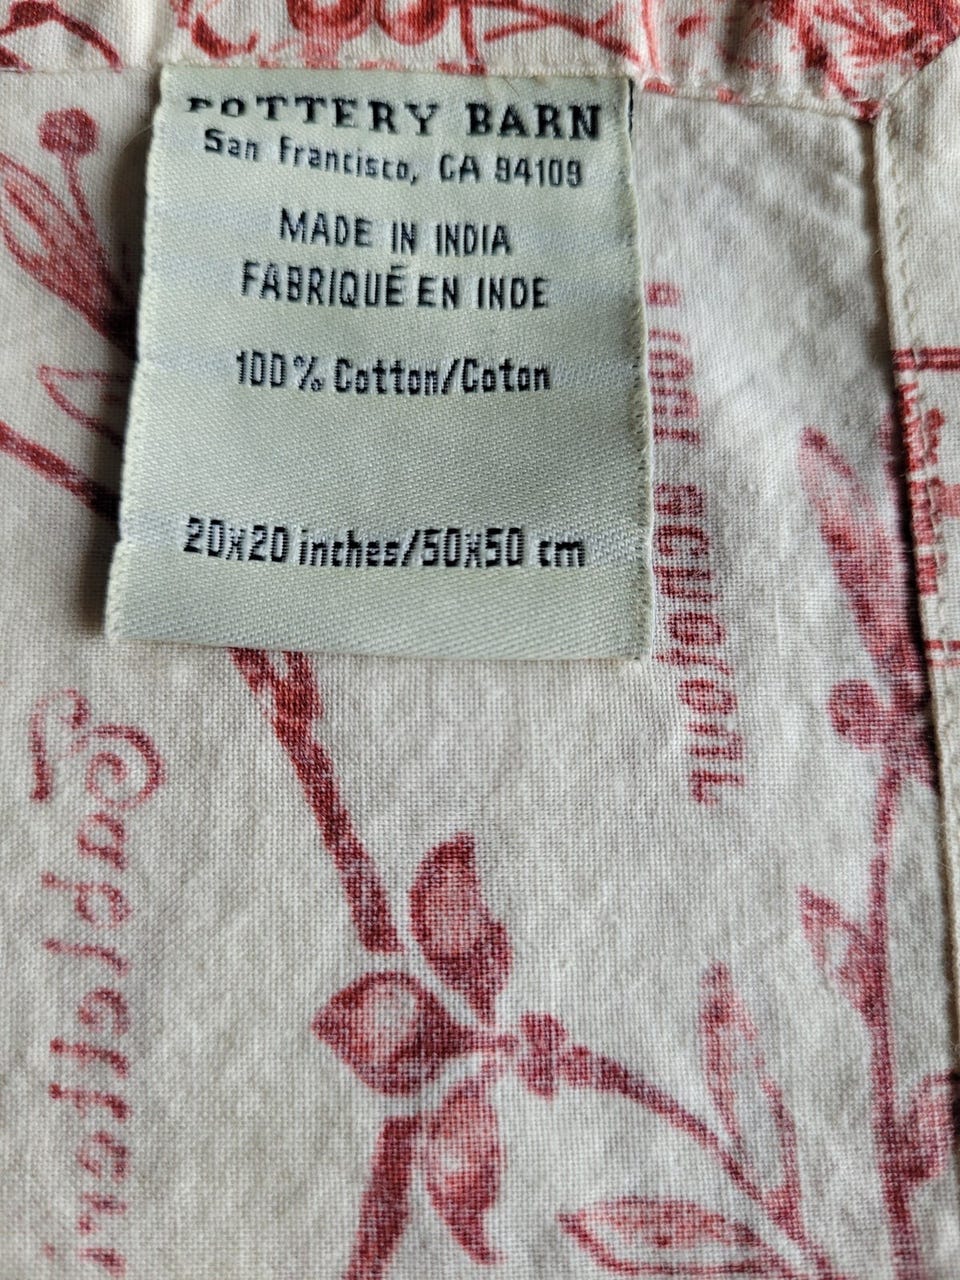 POTTERY BARN
San Francisco, CA 94109
MADE IN INDIA
FABRIQUÉ EN INDE
100% Cotton/Coton
20x20 inches/50x50 cm